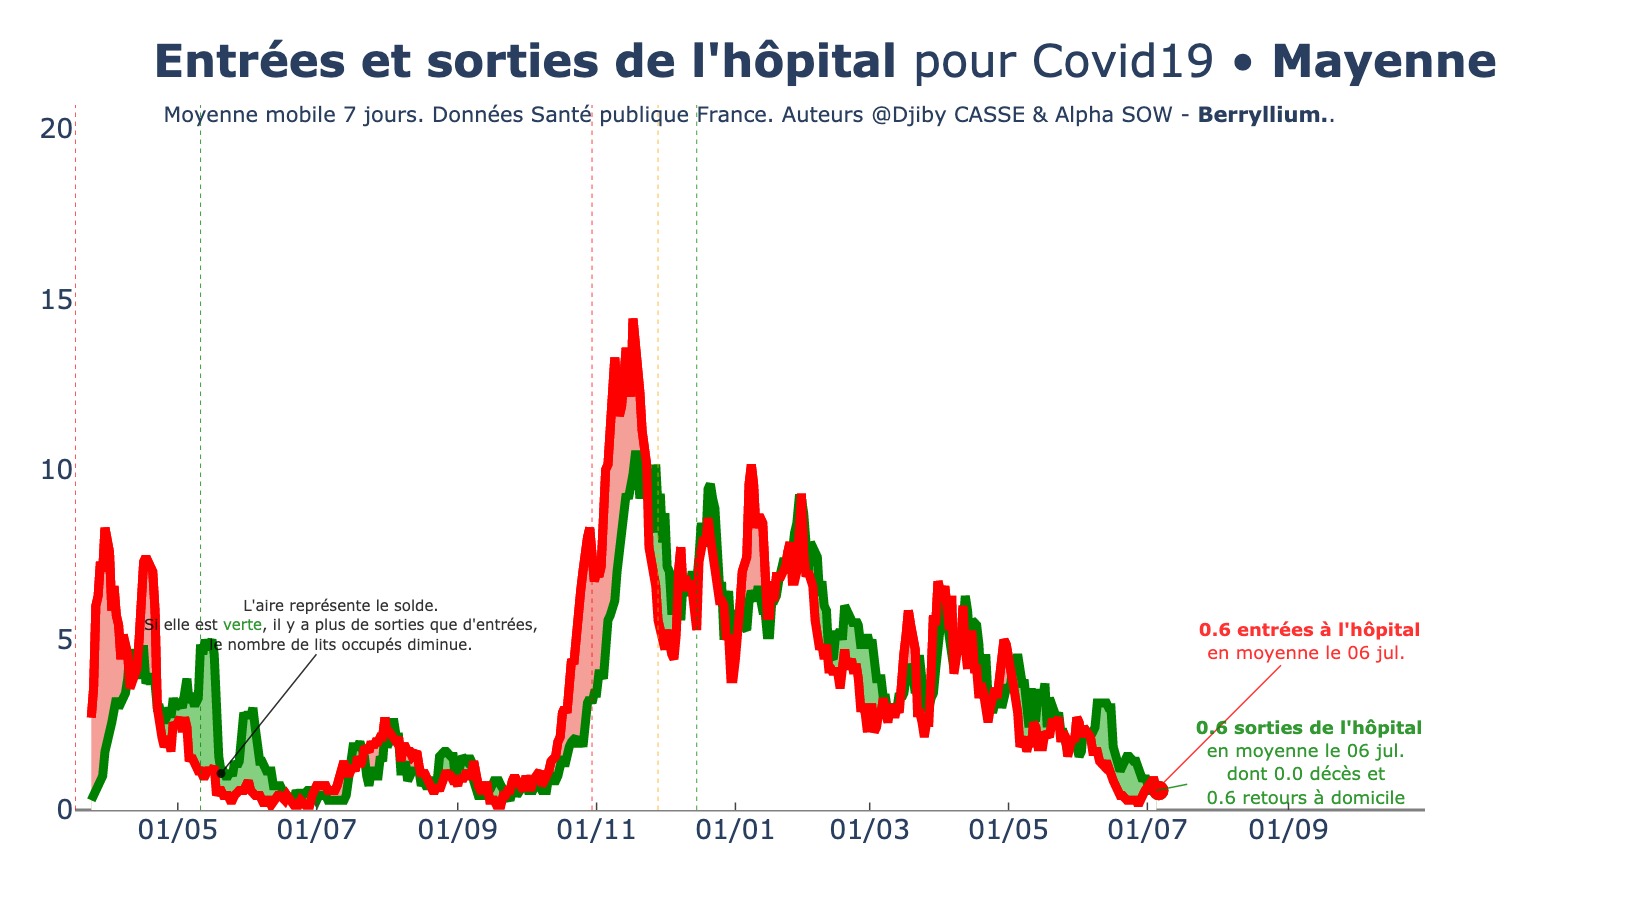 Entrées et sorties de l'hôpital pour Covid19 • Mayenne
Moyenne mobile 7 jours. Données Santé publique France. Auteurs @Djiby CASSE & Alpha SOW - Berryllium..
20
15
10
5
0
L'aire représente le solde.
Si elle est verte, il y a plus de sorties que d'entrées,
le nombre de lits occupés diminue.
0.6 entrées à l'hôpital
en moyenne le 06 jul.
0.6 sorties de l'hôpital
en moyenne le 06 jul.
dont 0.0 décès et
0.6 retours à domicile
01/05 01/07 01/09 01/11 01/01 01/03 01/05 01/07 01/09